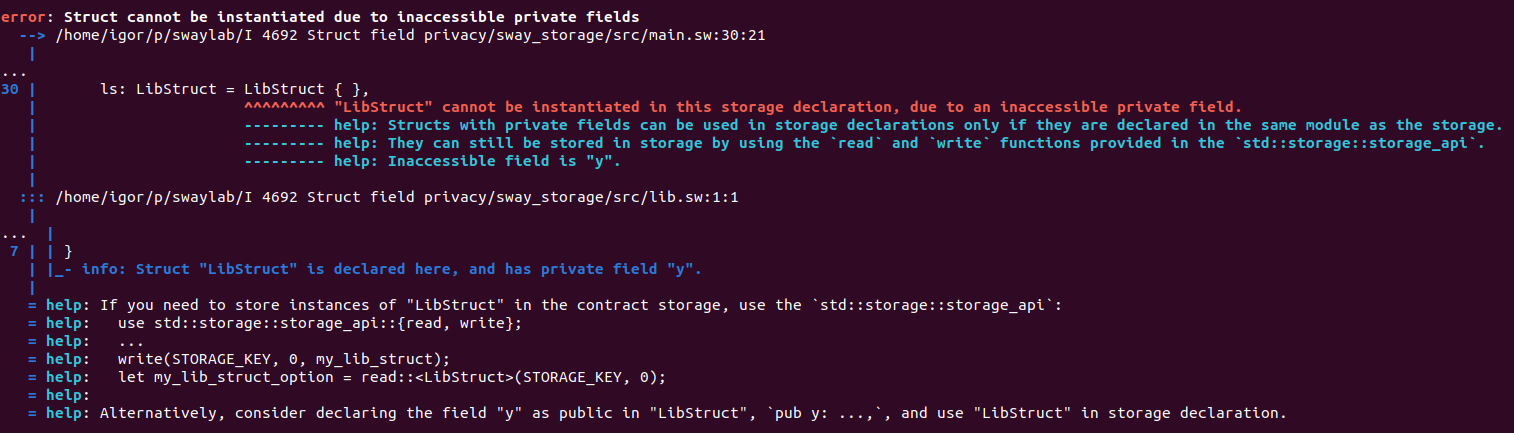 error: Struct cannot be instantiated due to inaccessible private fields
  --> /home/igor/p/swaylab/I 4692 Struct field privacy/sway_storage/src/main.sw:30:21
   |
...
30 |       ls: LibStruct = LibStruct { },
   |                       ^^^^^^^^^ "LibStruct" cannot be instantiated in this storage declaration, due to an inaccessible private field.
   |                       --------- help: Structs with private fields can be used in storage declarations only if they are declared in the same module as the storage.
   |                       --------- help: They can still be stored in storage by using the `read` and `write` functions provided in the `std::storage::storage_api`.
   |                       --------- help: Inaccessible field is "y".
   |
  ::: /home/igor/p/swaylab/I 4692 Struct field privacy/sway_storage/src/lib.sw:1:1
   |
...  |
 7 | | }
   | |_- info: Struct "LibStruct" is declared here, and has private field "y".
   |
   = help: If you need to store instances of "LibStruct" in the contract storage, use the `std::storage::storage_api`:
   = help:   use std::storage::storage_api::{read, write};
   = help:   ...
   = help:   write(STORAGE_KEY, 0, my_lib_struct);
   = help:   let my_lib_struct_option = read::<LibStruct>(STORAGE_KEY, 0);
   = help:
   = help: Alternatively, consider declaring the field "y" as public in "LibStruct", `pub y: ...,`, and use "LibStruct" in storage declaration.